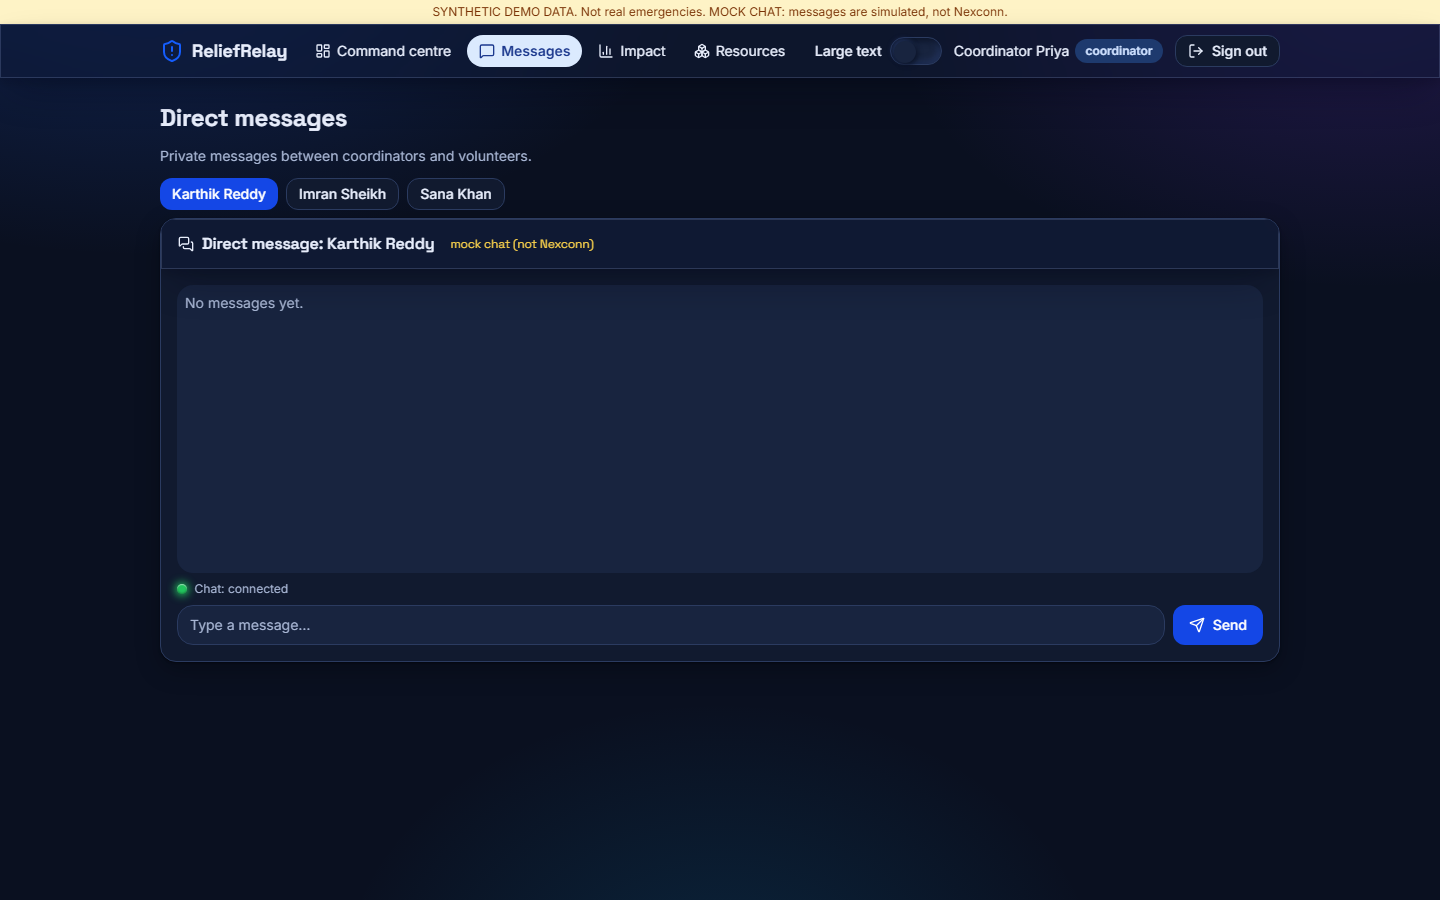 SYNTHETIC DEMO DATA. Not real emergencies. MOCK CHAT: messages are simulated, not Nexconn.
ReliefRelay Command centre Messages Impact Resources Large text Coordinator Priya coordinator Sign out
Direct messages
Private messages between coordinators and volunteers.
Karthik Reddy Imran Sheikh Sana Khan
Direct message: Karthik Reddy mock chat (not Nexconn)
No messages yet.
Chat: connected
Type a message...
Send